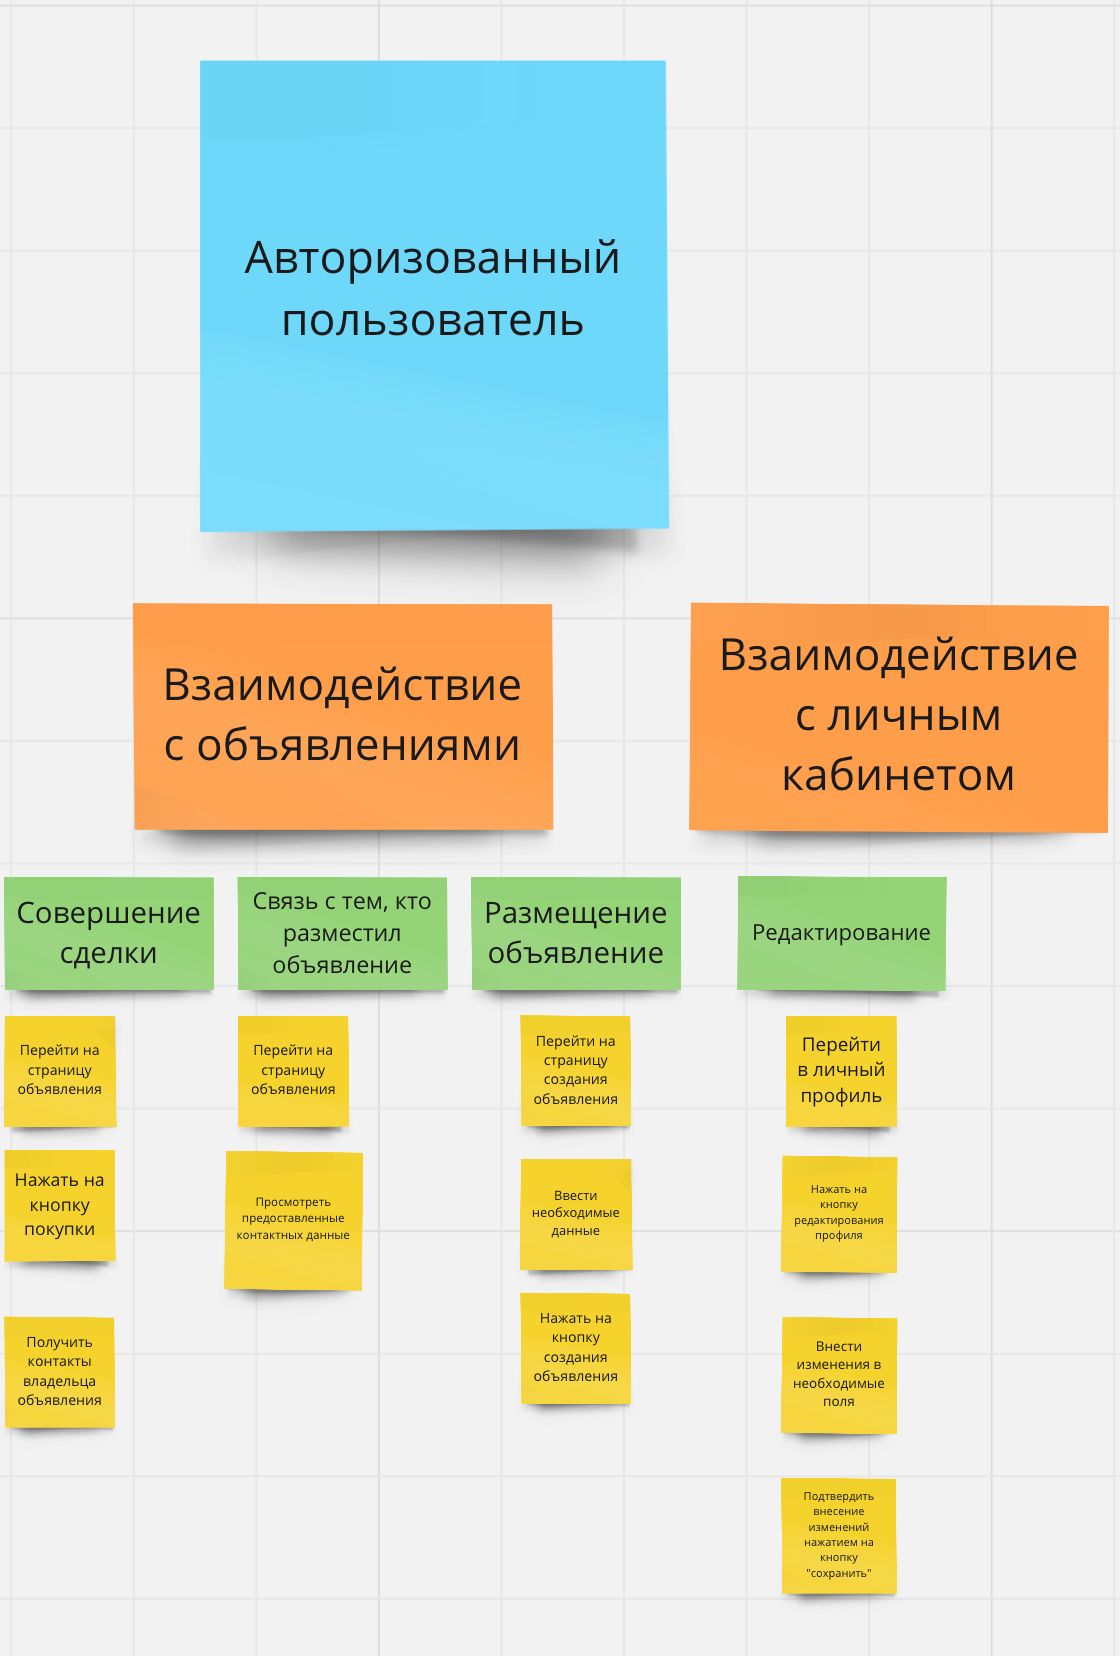 Авторизованный
пользователь
Взаимодействие
с объявлениями
Взаимодействие
с личным
кабинетом
Совершение
сделки
Связь с тем, кто
разместил
объявление
Размещение
объявление
Редактирование
Перейти на
страницу
объявления
Нажать на
кнопку
покупки
Получить
контакты
владельца
объявления
Перейти на
страницу
объявления
Просмотреть
предоставленные
контактных данные
Перейти на
страницу
создания
объявления
Ввести
необходимые
данные
Нажать на
кнопку
создания
объявления
Перейти
в личный
профиль
Нажать на
кнопку
редактирования
профиля
Внести
изменения в
необходимые
поля
Подтвердить
внесение
изменений
нажатием на
кнопку
"сохранить"